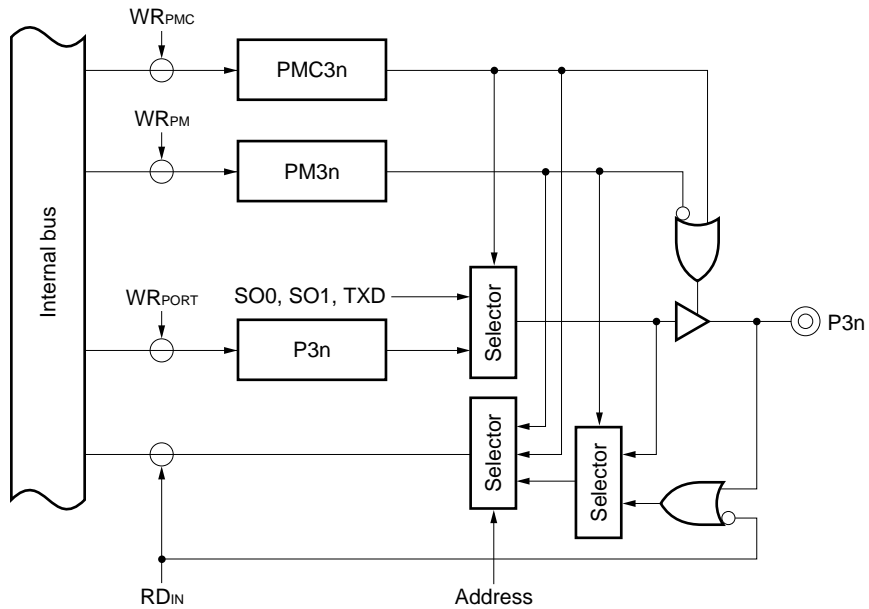 WRPMC
PMC3n
WRPM
PM3n
Internal bus
SO0, SO1, TXD
WRPORT
P3n
Selector
P3n
Selector
Selector
RDIN
Address